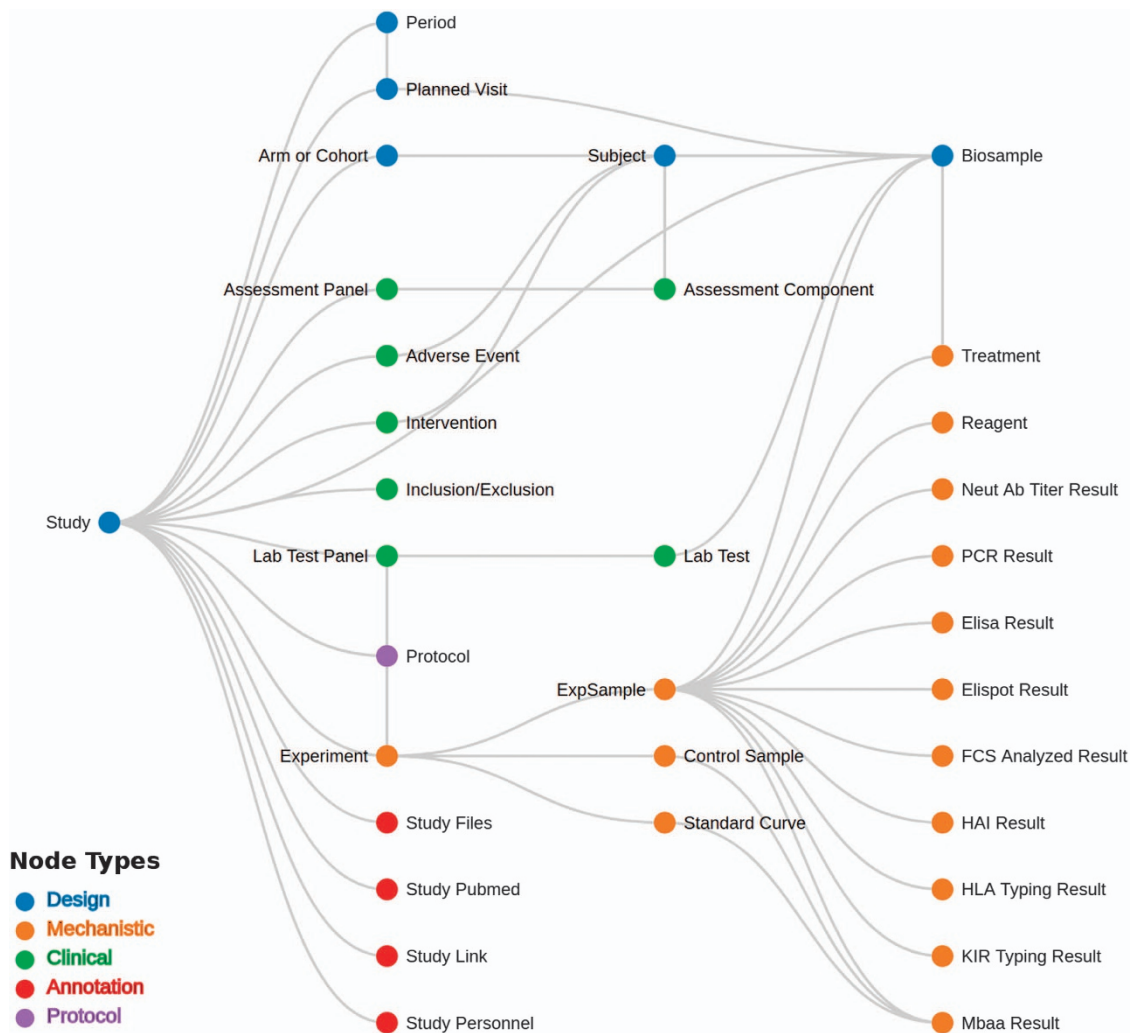 Period
Planned Visit
Arm or Cohort
Subject
Biosample
Assessment Panel
Assessment Component
Adverse Event
Treatment
Intervention
Reagent
Inclusion/Exclusion
Neut Ab Titer Result
Study
Lab Test Panel
Lab Test
PCR Result
Elisa Result
Protocol
ExpSample
Elispot Result
Experiment
Control Sample
FCS Analyzed Result
Study Files
Standard Curve
HAI Result
Node Types
Study Pubmed
HLA Typing Result
Design
Mechanistic
Study Link
KIR Typing Result
Clinical
Annotation
Protocol
Study Personnel
Mbaa Result